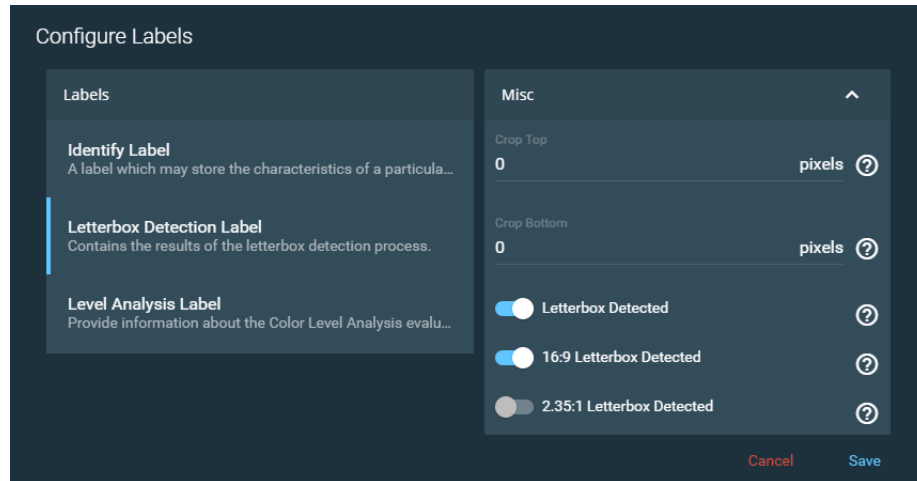 Configure Labels
Labels
Identify Label
A label which may store the characteristics of a particula...
Letterbox Detection Label
Contains the results of the letterbox detection process.
Level Analysis Label
Provide information about the Color Level Analysis evalu...
Misc
Crop Top
0 pixels ?
Crop Bottom
0 pixels ?
Letterbox Detected ?
16:9 Letterbox Detected ?
2.35:1 Letterbox Detected ?
Cancel Save